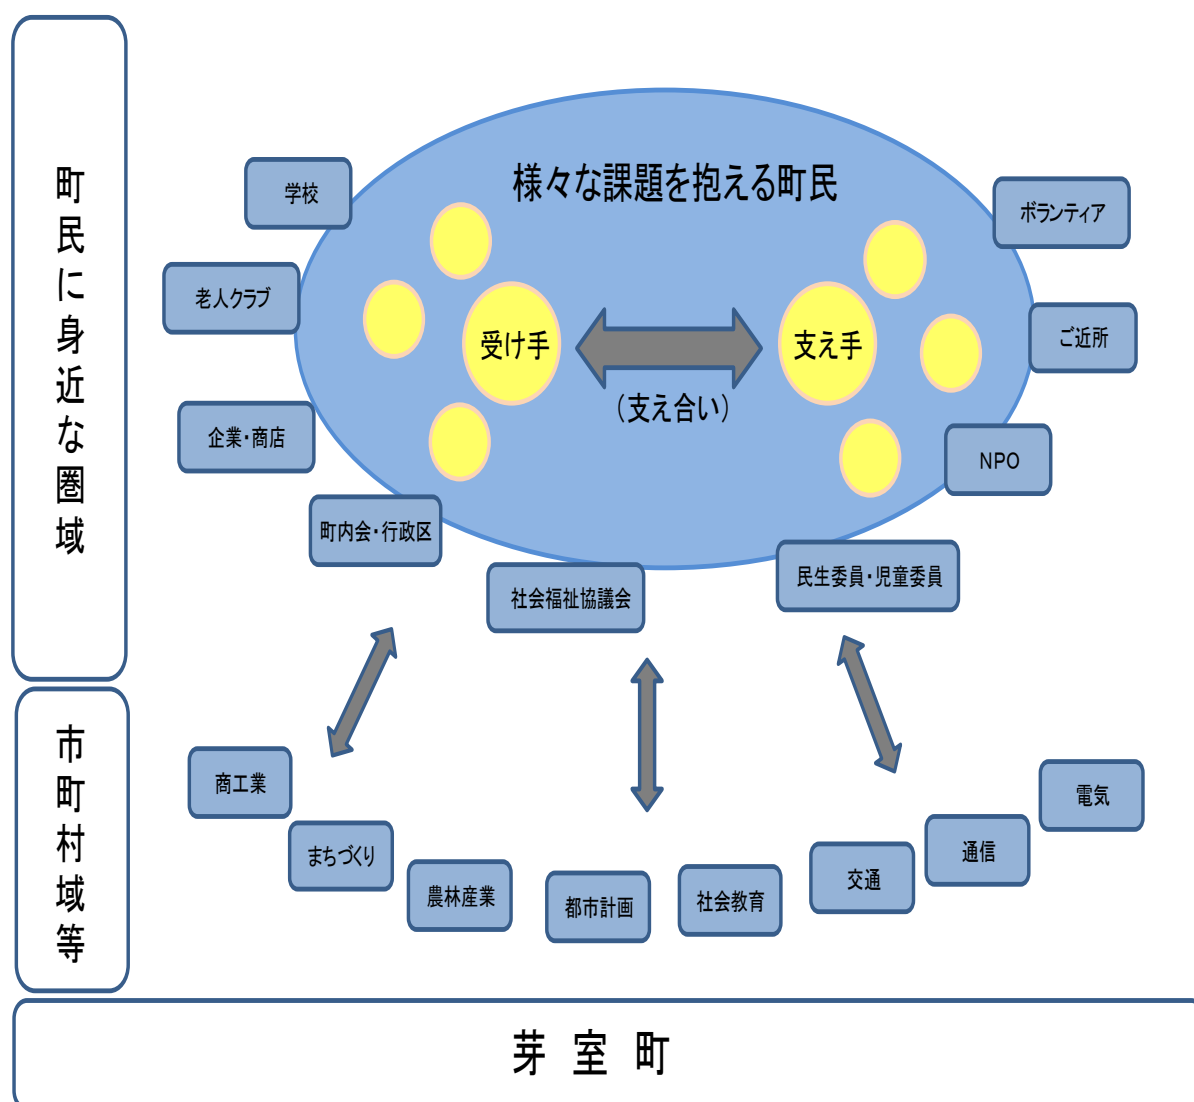 町民に身近な圏域
様々な課題を抱える町民
学校
ボランティア
老人クラブ
ご近所
受け手
支え手
（支え合い）
企業・商店
NPO
町内会・行政区
社会福祉協議会
民生委員・児童委員
市町村域等
商工業
まちづくり
農林産業
都市計画
社会教育
交通
通信
電気
芽室町